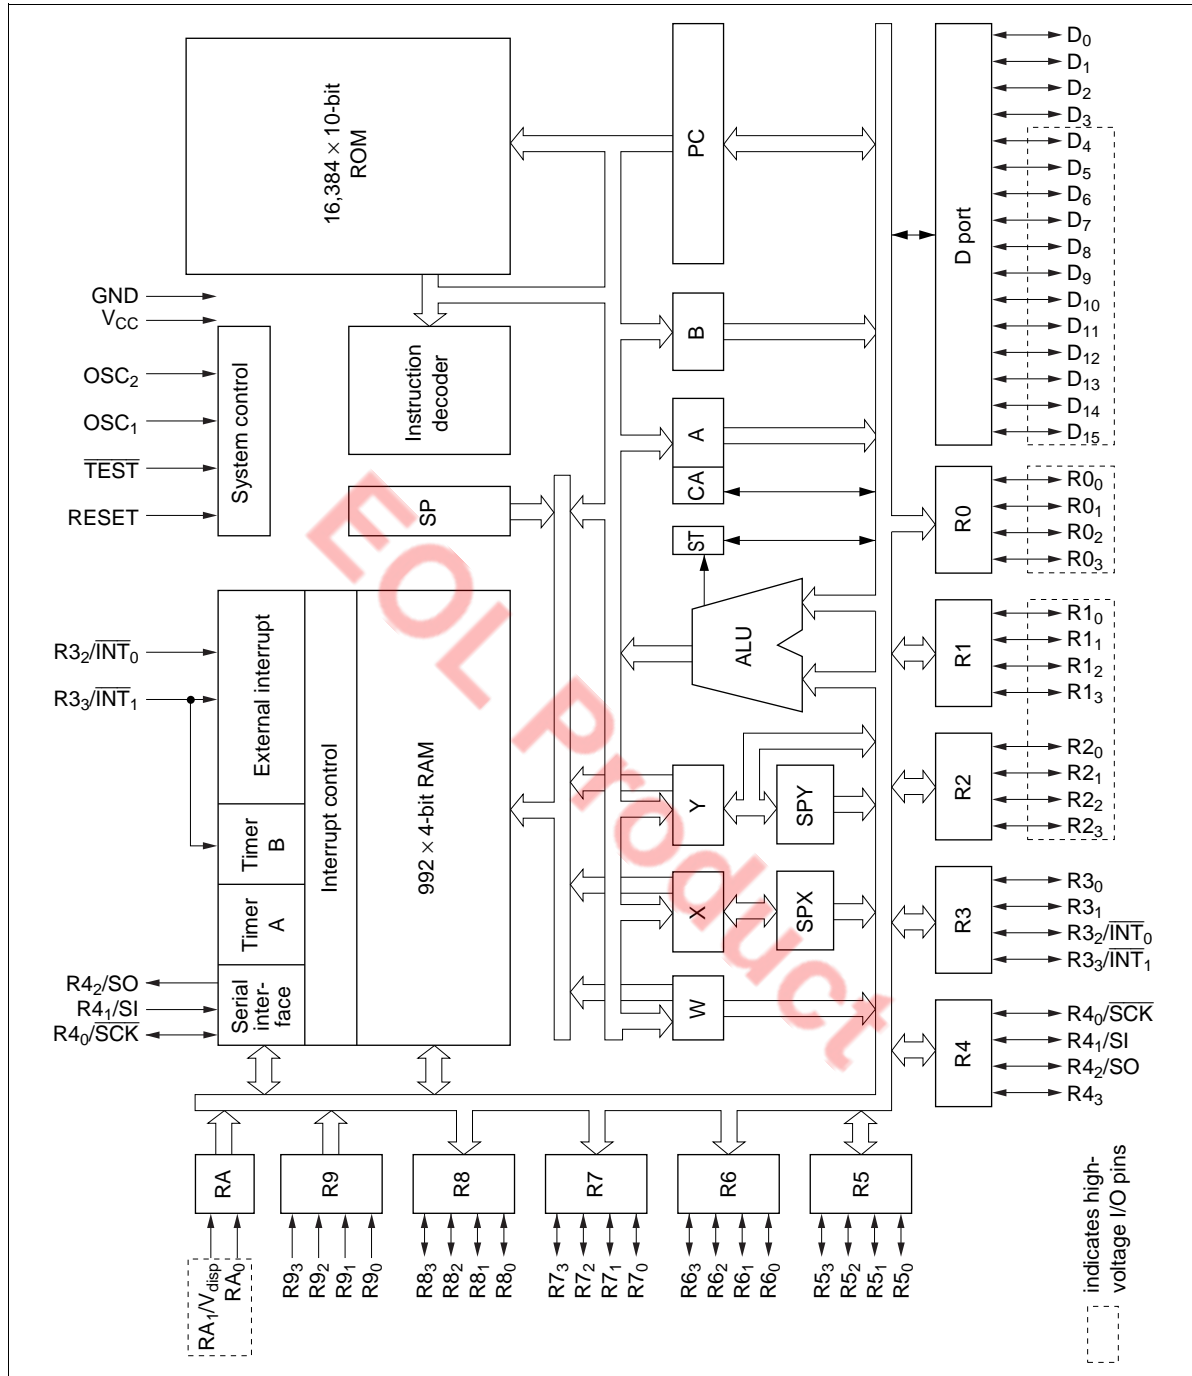 16,384 × 10-bit
ROM
PC
D port
D0
D1
D2
D3
D4
D5
D6
D7
D8
D9
D10
D11
D12
D13
D14
D15
GND
VCC
OSC2
OSC1
TEST
RESET
System control
Instruction
decoder
B
A
CA
SP
ST
ALU
R0
R00
R01
R02
R03
R1
R10
R11
R12
R13
R2
R20
R21
R22
R23
R3
R30
R31
R32/INT0
R33/INT1
R4
R40/SCK
R41/SI
R42/SO
R43
R32/INT0
R33/INT1
External interrupt
Timer
B
Timer
A
Serial
inter-
face
Interrupt control
992 × 4-bit RAM
R42/SO
R41/SI
R40/SCK
Y
SPY
X
SPX
W
RA
R9
R8
R7
R6
R5
RA1/Vdisp
RA0
R93
R92
R91
R90
R83
R82
R81
R80
R73
R72
R71
R70
R63
R62
R61
R60
R53
R52
R51
R50
indicates high-
voltage I/O pins
EOL Product